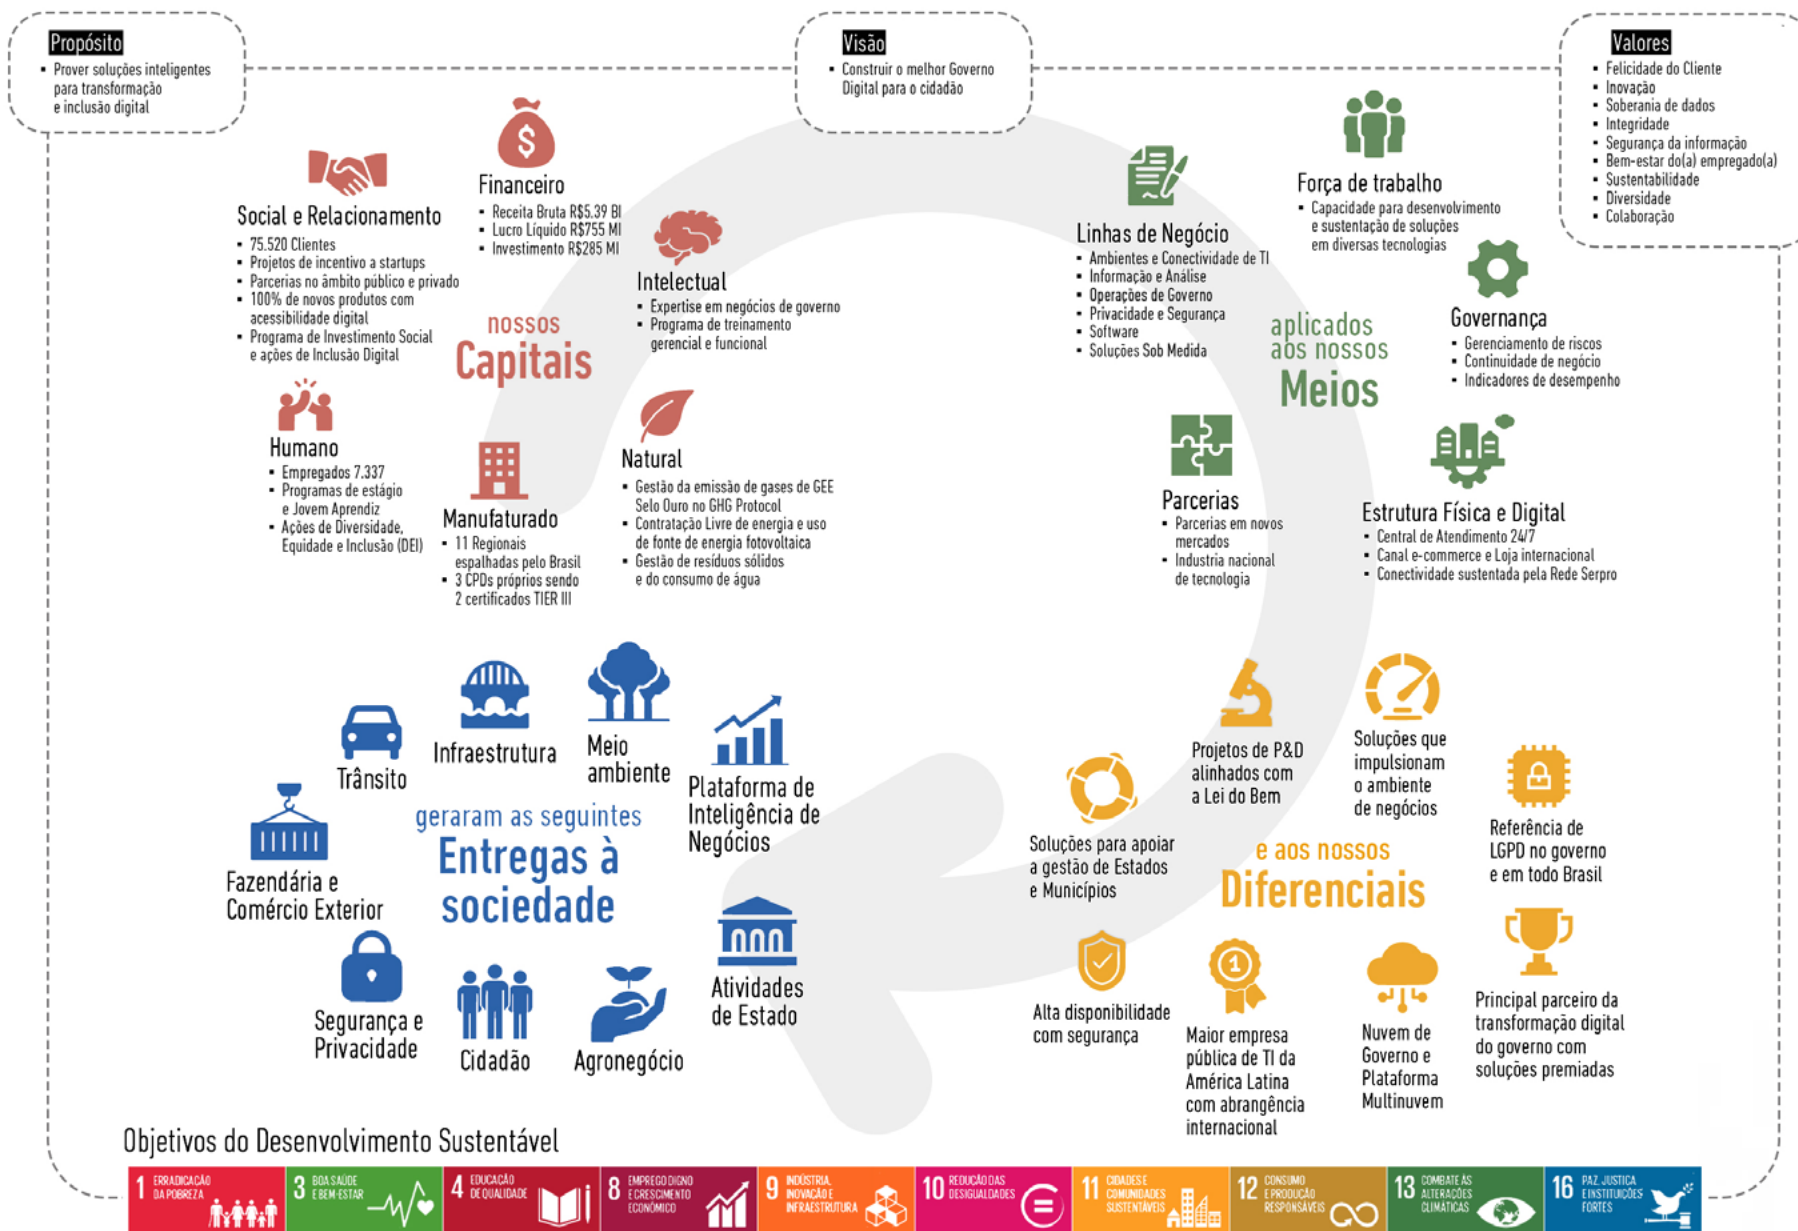 Propósito
▪ Prover soluções inteligentes
para transformação
e inclusão digital
Visão
▪ Construir o melhor Governo
Digital para o cidadão
Valores
▪ Felicidade do Cliente
▪ Inovação
▪ Soberania de dados
▪ Integridade
▪ Segurança da informação
▪ Bem-estar do(a) empregado(a)
▪ Sustentabilidade
▪ Diversidade
▪ Colaboração
nossos
Capitais
Social e Relacionamento
▪ 75.520 Clientes
▪ Projetos de incentivo a startups
▪ Parcerias no âmbito público e privado
▪ 100% de novos produtos com
acessibilidade digital
▪ Programa de Investimento Social
e ações de Inclusão Digital
$
Financeiro
▪ Receita Bruta R$5.39 BI
▪ Lucro Líquido R$755 MI
▪ Investimento R$285 MI
Intelectual
▪ Expertise em negócios de governo
▪ Programa de treinamento
gerencial e funcional
Humano
▪ Empregados 7.337
▪ Programas de estágio
e Jovem Aprendiz
▪ Ações de Diversidade,
Equidade e Inclusão (DEI)
Manufaturado
▪ 11 Regionais
espalhadas pelo Brasil
▪ 3 CPDs próprios sendo
2 certificados TIER III
Natural
▪ Gestão da emissão de gases de GEE
Selo Ouro no GHG Protocol
▪ Contratação Livre de energia e uso
de fonte de energia fotovoltaica
▪ Gestão de resíduos sólidos
e do consumo de água
aplicados
aos nossos
Meios
Linhas de Negócio
▪ Ambientes e Conectividade de TI
▪ Informação e Análise
▪ Operações de Governo
▪ Privacidade e Segurança
▪ Software
▪ Soluções Sob Medida
Força de trabalho
▪ Capacidade para desenvolvimento
e sustentação de soluções
em diversas tecnologias
Governança
▪ Gerenciamento de riscos
▪ Continuidade de negócio
▪ Indicadores de desempenho
Parcerias
▪ Parcerias em novos
mercados
▪ Industria nacional
de tecnologia
Estrutura Física e Digital
▪ Central de Atendimento 24/7
▪ Canal e-commerce e Loja internacional
▪ Conectividade sustentada pela Rede Serpro
e aos nossos
Diferenciais
Projetos de P&D
alinhados com
a Lei do Bem
Soluções que
impulsionam
o ambiente
de negócios
Soluções para apoiar
a gestão de Estados
e Municípios
Referência de
LGPD no governo
e em todo Brasil
Alta disponibilidade
com segurança
1
Maior empresa
pública de TI da
América Latina
com abrangência
internacional
Nuvem de
Governo e
Plataforma
Multinuvem
Principal parceiro da
transformação digital
do governo com
soluções premiadas
geraram as seguintes
Entregas à
sociedade
Trânsito
Infraestrutura
Meio
ambiente
Plataforma de
Inteligência de
Negócios
Fazendária e
Comércio Exterior
Segurança e
Privacidade
Cidadão
Agronegócio
Atividades
de Estado
Objetivos do Desenvolvimento Sustentável
1 ERRADICAÇÃO
DA POBREZA
3 BOA SAÚDE
E BEM-ESTAR
4 EDUCAÇÃO
DE QUALIDADE
8 EMPREGO DIGNO
E CRESCIMENTO
ECONÔMICO
9 INDÚSTRIA,
INOVAÇÃO E
INFRAESTRUTURA
10 REDUÇÃO DAS
DESIGUALDADES
11 CIDADES E
COMUNIDADES
SUSTENTÁVEIS
12 CONSUMO
E PRODUÇÃO
RESPONSÁVEIS
13 COMBATE ÀS
ALTERAÇÕES
CLIMÁTICAS
16 PAZ, JUSTIÇA
E INSTITUIÇÕES
FORTES